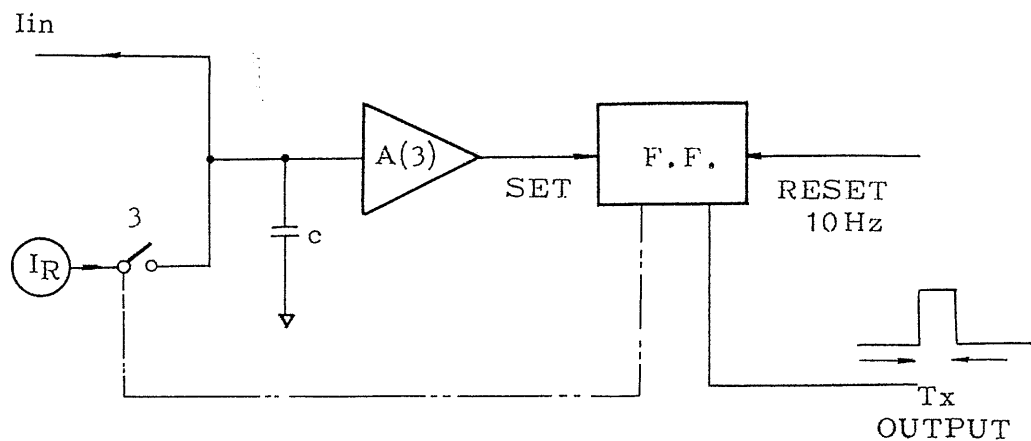 Iin
A(3)
SET
F.F.
RESET
10Hz
3
IR
c
Tx
OUTPUT